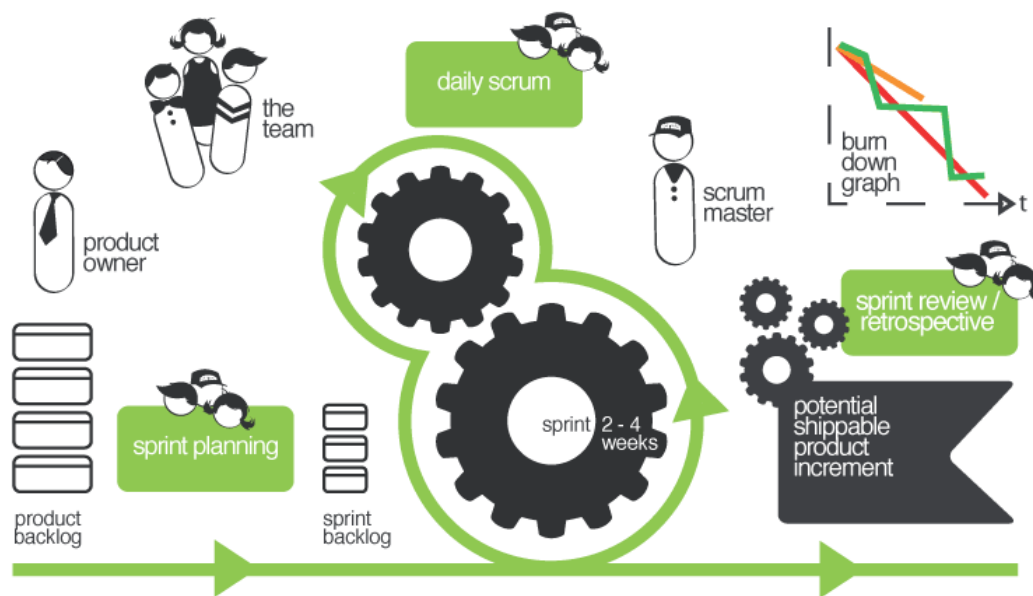 the
team
daily scrum
burn
down
graph
t
product
owner
scrum
master
sprint review /
retrospective
sprint planning
sprint 2 - 4
weeks
potential
shippable
product
increment
product
backlog
sprint
backlog